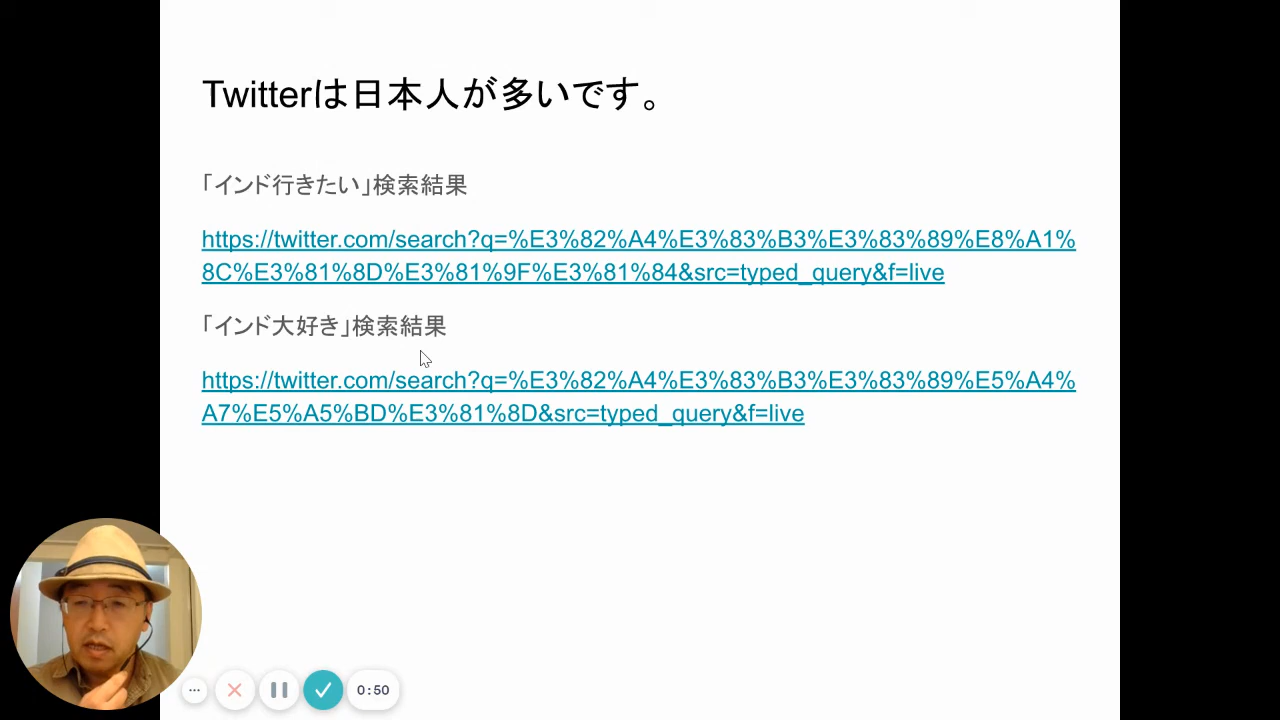 Twitterは日本人が多いです。
「インド行きたい」検索結果
https://twitter.com/search?q=%E3%82%A4%E3%83%B3%E3%83%89%E8%A1%
8C%E3%81%8D%E3%81%9F%E3%81%84&src=typed_query&f=live
「インド大好き」検索結果
https://twitter.com/search?q=%E3%82%A4%E3%83%B3%E3%83%89%E5%A4%
A7%E5%A5%BD%E3%81%8D&src=typed_query&f=live
0:50